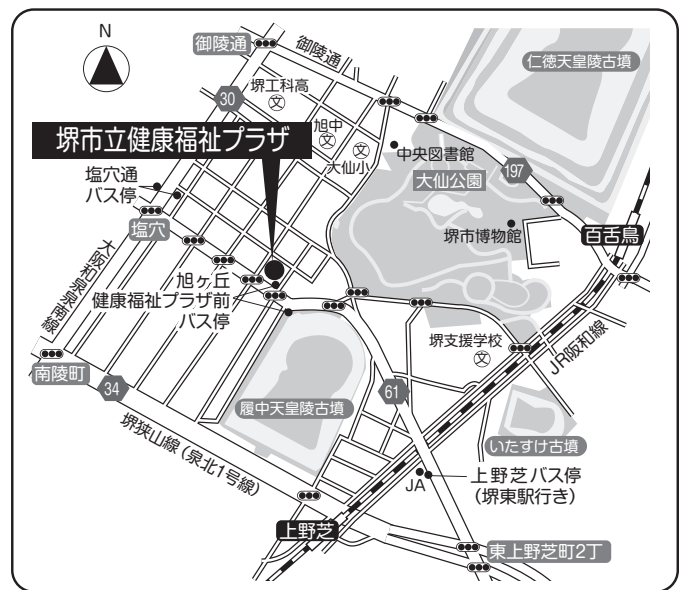 N
御陵通
御陵通
仁徳天皇陵古墳
堺工科高
文
30
旭中
文
文
大仙小
中央図書館
大仙公園
197
堺市立健康福祉プラザ
塩穴通
バス停
塩穴
堺市博物館
百舌鳥
大阪和泉泉南線
旭ヶ丘
健康福祉プラザ前
バス停
堺支援学校
文
JR阪和線
南陵町
34
履中天皇陵古墳
61
いたすけ古墳
堺狭山線(泉北1号線)
JA
上野芝バス停
(堺東駅行き)
上野芝
東上野芝町2丁